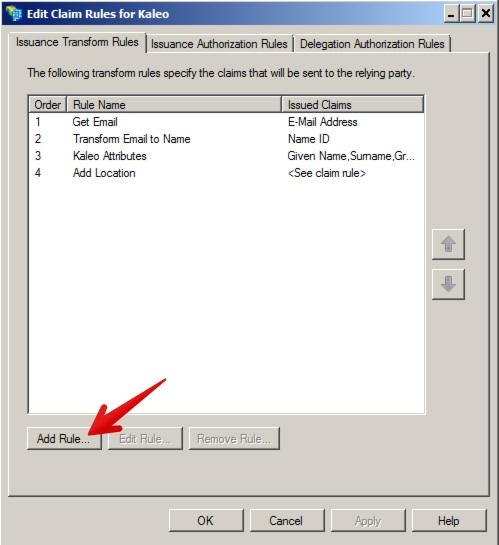 Edit Claim Rules for Kaleo
Issuance Transform Rules Issuance Authorization Rules Delegation Authorization Rules
The following transform rules specify the claims that will be sent to the relying party.
Order Rule Name Issued Claims
1 Get Email E-Mail Address
2 Transform Email to Name Name ID
3 Kaleo Attributes Given Name,Surname,Gr...
4 Add Location <See claim rule>
Add Rule... Edit Rule... Remove Rule...
OK Cancel Apply Help